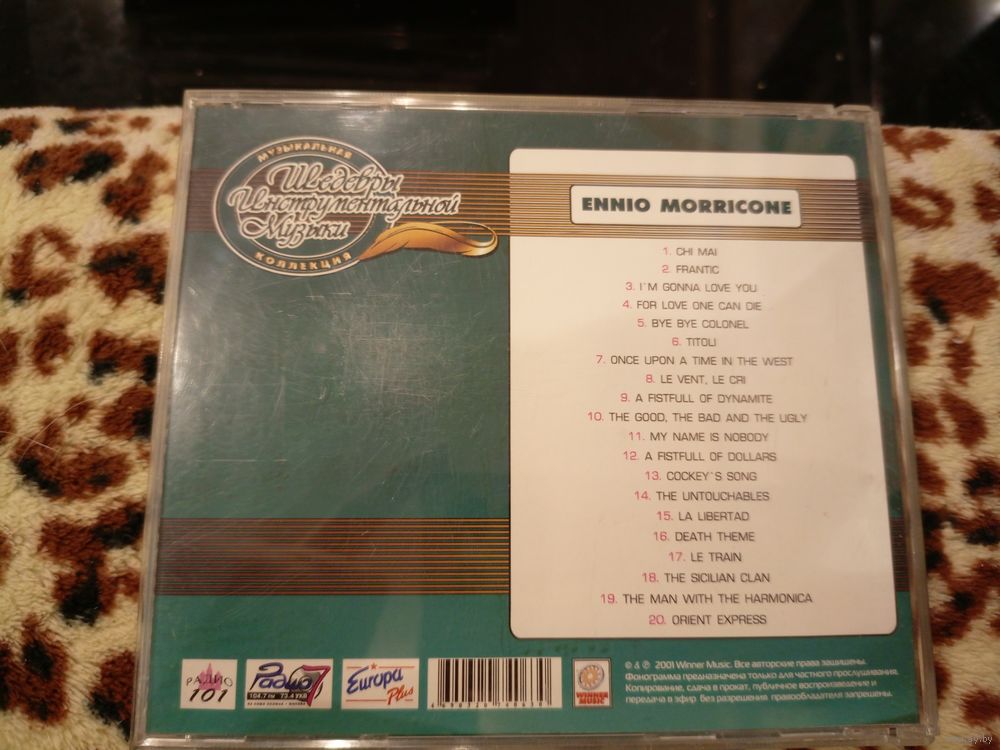 МУЗЫКАЛЬНАЯ
Шедевры
Инструментальной
Музыки
КОЛЛЕКЦИЯ
ENNIO MORRICONE
1. CHI MAI
2. FRANTIC
3. I`M GONNA LOVE YOU
4. FOR LOVE ONE CAN DIE
5. BYE BYE COLONEL
6. TITOLI
7. ONCE UPON A TIME IN THE WEST
8. LE VENT, LE CRI
9. A FISTFULL OF DYNAMITE
10. THE GOOD, THE BAD AND THE UGLY
11. MY NAME IS NOBODY
12. A FISTFULL OF DOLLARS
13. COCKEY`S SONG
14. THE UNTOUCHABLES
15. LA LIBERTAD
16. DEATH THEME
17. LE TRAIN
18. THE SICILIAN CLAN
19. THE MAN WITH THE HARMONICA
20. ORIENT EXPRESS
РАДИО
101
Радио 7
104.7 FM 73.4 УКВ
Europa
Plus
WINNER
MUSIC
© & ℗ 2001 Winner Music. Все авторские права защищены.
Фонограмма предназначена только для частного прослушивания.
Копирование, сдача в прокат, публичное воспроизведение и
передача в эфир без разрешения правообладателя запрещены.